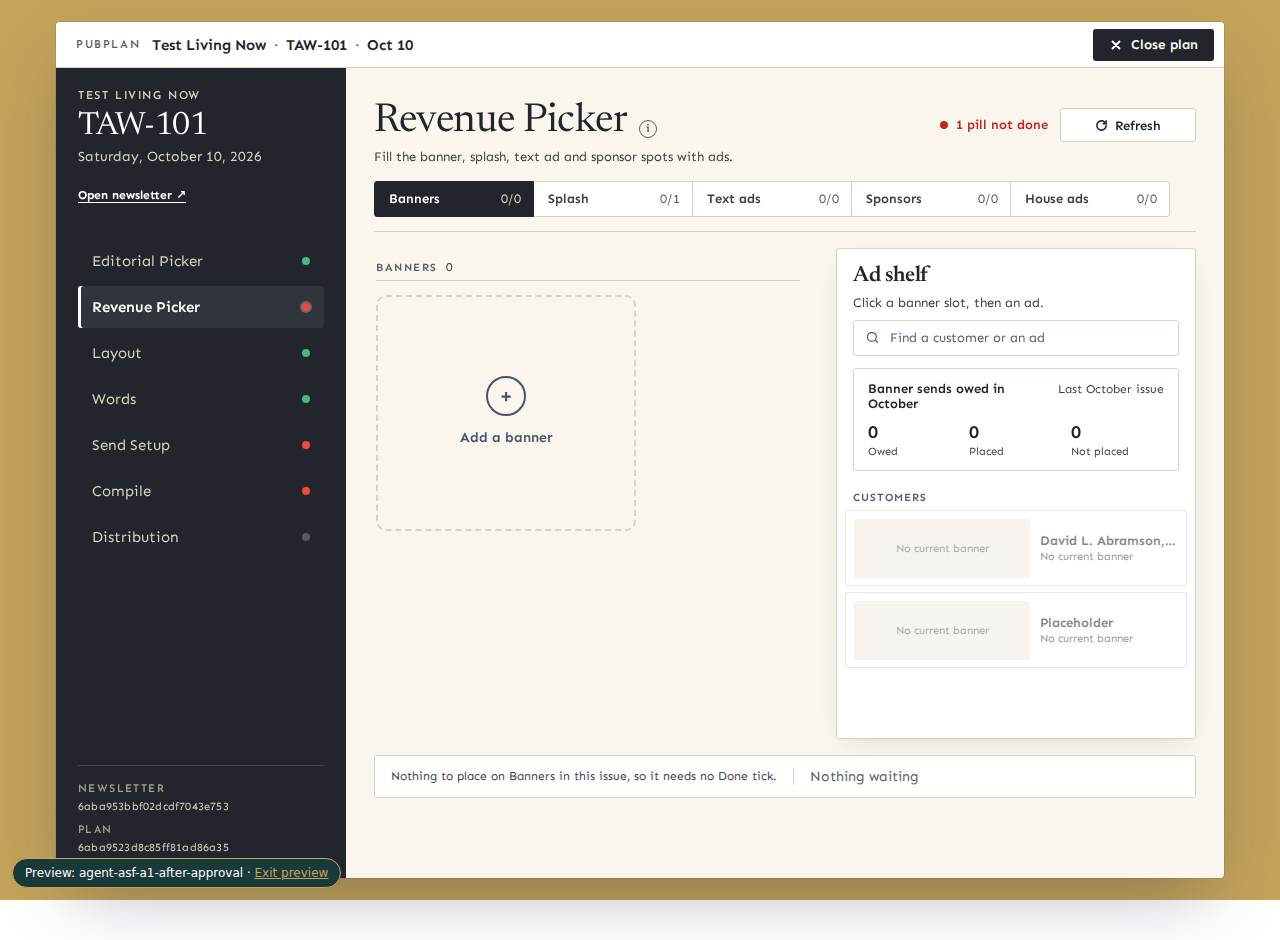 PUBPLAN Test Living Now · TAW-101 · Oct 10
Close plan
TEST LIVING NOW
TAW-101
Saturday, October 10, 2026
Open newsletter ↗
Editorial Picker
Revenue Picker
Layout
Words
Send Setup
Compile
Distribution
NEWSLETTER
6aba953bbf02dcdf7043e753
PLAN
6aba9523d8c85ff81ad86a35
Preview: agent-asf-a1-after-approval · Exit preview
Revenue Picker i
1 pill not done
Refresh
Fill the banner, splash, text ad and sponsor spots with ads.
Banners 0/0
Splash 0/1
Text ads 0/0
Sponsors 0/0
House ads 0/0
BANNERS 0
+
Add a banner
Ad shelf
Click a banner slot, then an ad.
Find a customer or an ad
Banner sends owed in October
Last October issue
0 0 0
Owed Placed Not placed
CUSTOMERS
No current banner
David L. Abramson,...
No current banner
No current banner
Placeholder
No current banner
Nothing to place on Banners in this issue, so it needs no Done tick.
Nothing waiting